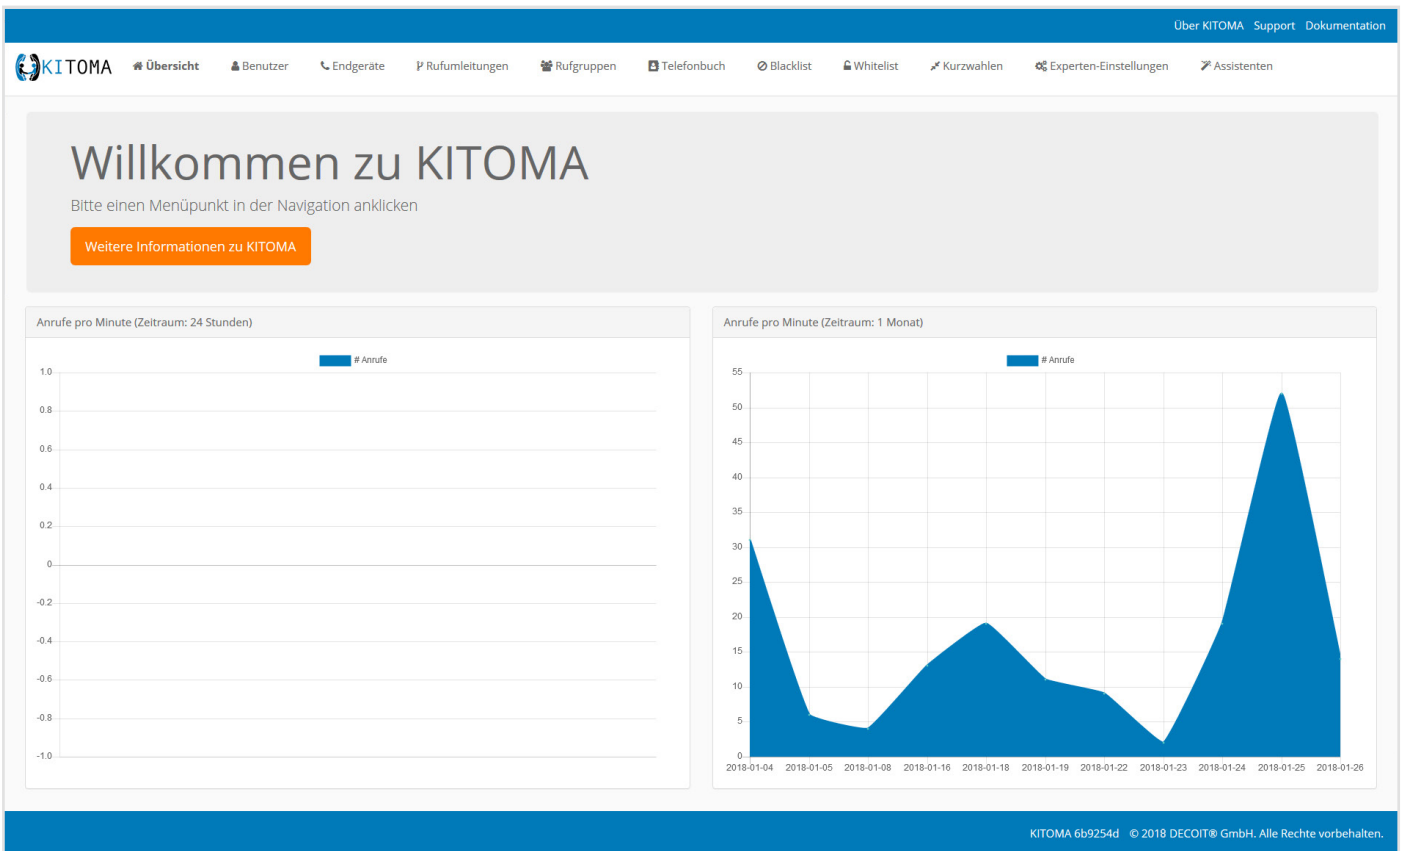 Über KITOMA Support Dokumentation
KITOMA Übersicht Benutzer Endgeräte Rufumleitungen Rufgruppen Telefonbuch Blacklist Whitelist Kurzwahlen Experten-Einstellungen Assistenten
Willkommen zu KITOMA
Bitte einen Menüpunkt in der Navigation anklicken
Weitere Informationen zu KITOMA
Anrufe pro Minute (Zeitraum: 24 Stunden)
# Anrufe
1.0
0.8
0.6
0.4
0.2
0
-0.2
-0.4
-0.6
-0.8
-1.0
Anrufe pro Minute (Zeitraum: 1 Monat)
# Anrufe
55
50
45
40
35
30
25
20
15
10
5
0
2018-01-04 2018-01-05 2018-01-08 2018-01-16 2018-01-18 2018-01-19 2018-01-22 2018-01-23 2018-01-24 2018-01-25 2018-01-26
KITOMA 6b9254d © 2018 DECOIT® GmbH. Alle Rechte vorbehalten.